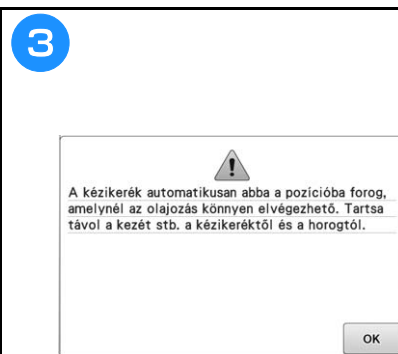 3
A kézikerék automatikusan abba a pozícióba forog,
amelynél az olajozás könnyen elvégezhető. Tartsa
távol a kezét stb. a kézikeréktől és a horogtól.
OK